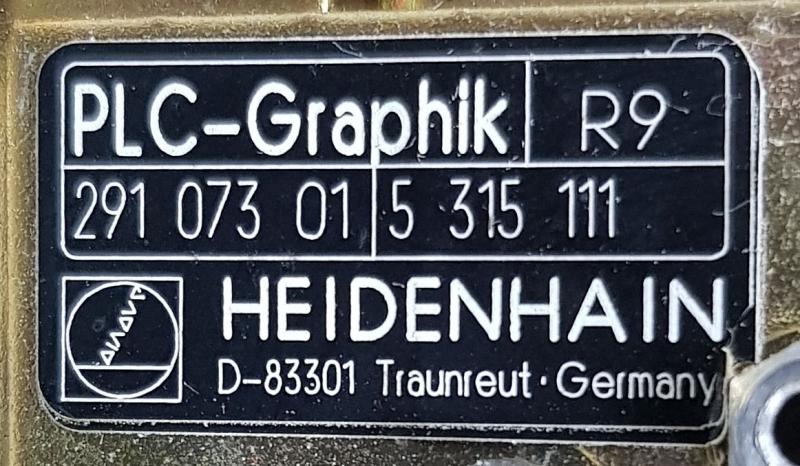 PLC-Graphik R9
291 073 01 5 315 111
HEIDENHAIN
D-83301 Traunreut · Germany